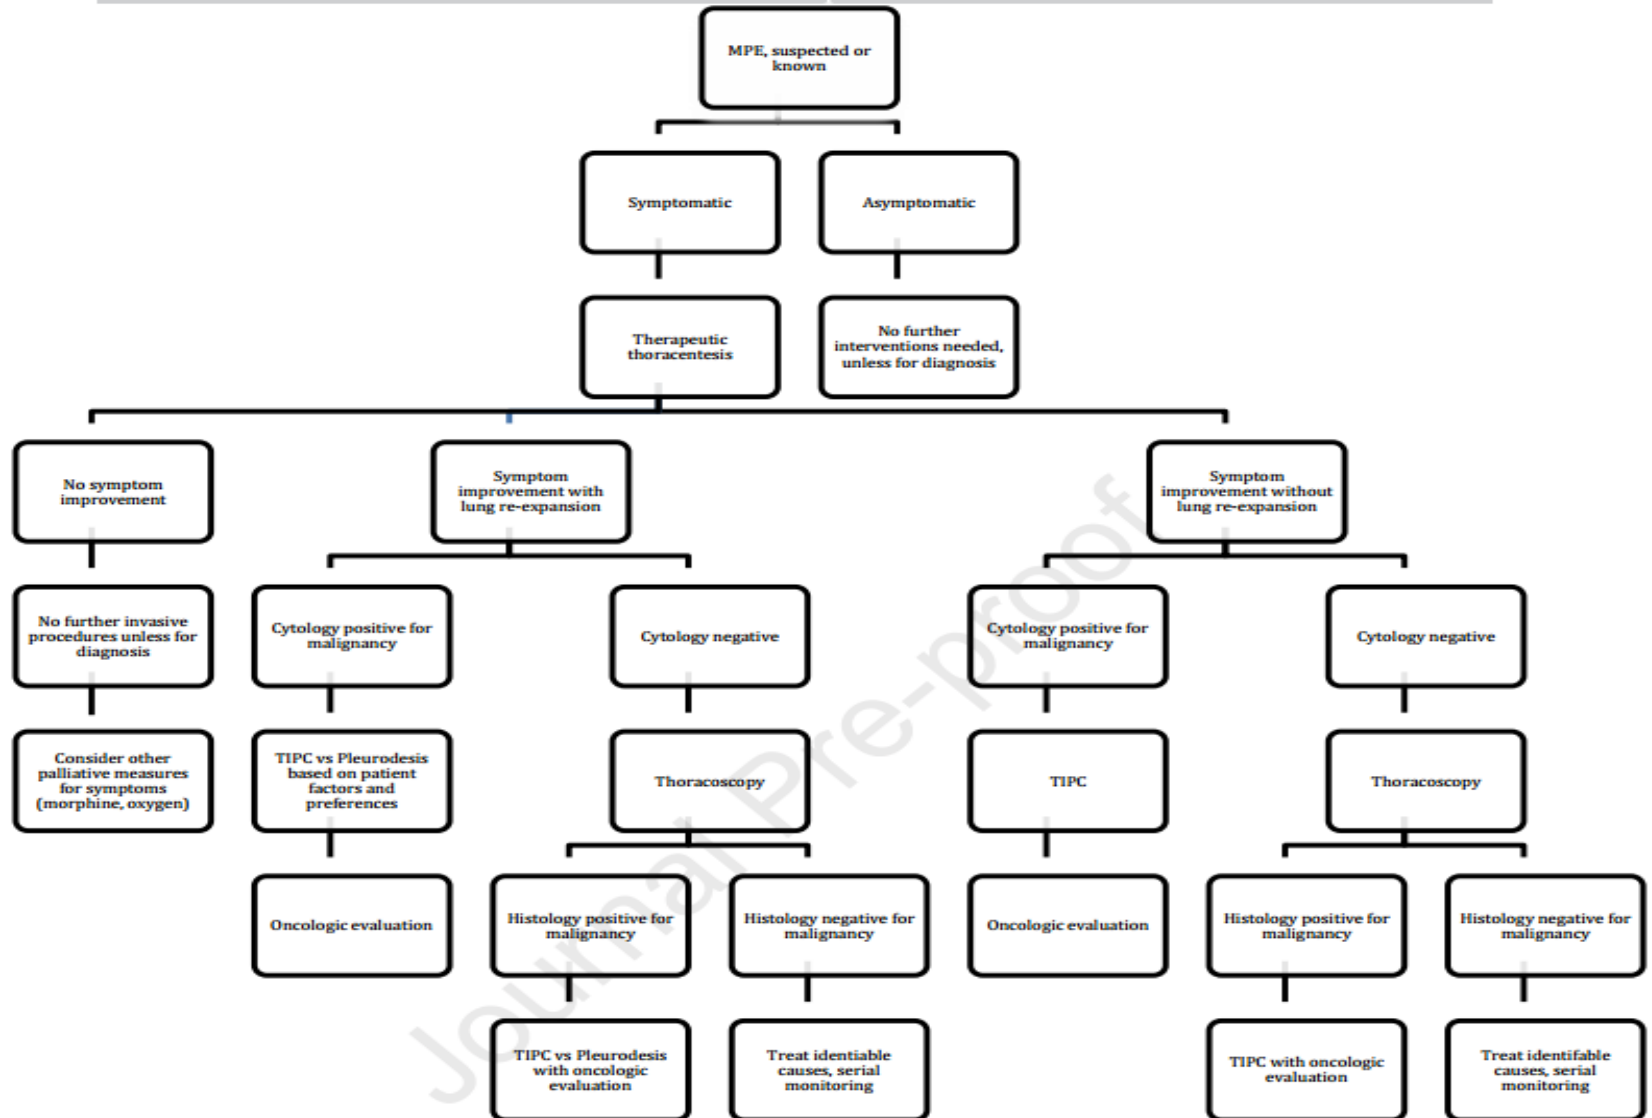 MPE, suspected or
known
Symptomatic
Asymptomatic
Therapeutic
thoracentesis
No further
interventions needed,
unless for diagnosis
No symptom
improvement
Symptom
improvement with
lung re-expansion
Symptom
improvement without
lung re-expansion
No further invasive
procedures unless for
diagnosis
Cytology positive for
malignancy
Cytology negative
Cytology positive for
malignancy
Cytology negative
Consider other
palliative measures
for symptoms
(morphine, oxygen)
TIPC vs Pleurodesis
based on patient
factors and
preferences
Thoracoscopy
TIPC
Thoracoscopy
Oncologic evaluation
Histology positive for
malignancy
Histology negative for
malignancy
Oncologic evaluation
Histology positive for
malignancy
Histology negative for
malignancy
TIPC vs Pleurodesis
with oncologic
evaluation
Treat identiable
causes, serial
monitoring
TIPC with oncologic
evaluation
Treat identifable
causes, serial
monitoring
Journal Pre-proof